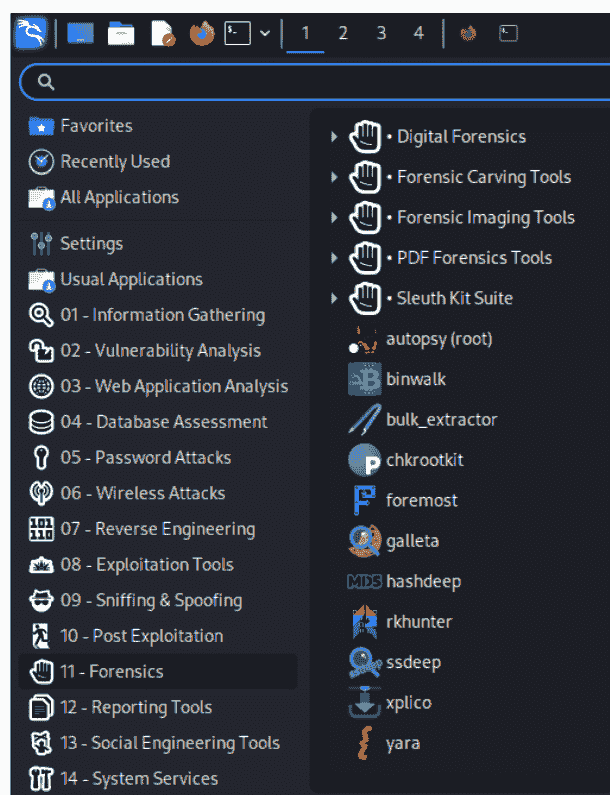 1 2 3 4
Favorites
Recently Used
All Applications
Settings
Usual Applications
01 - Information Gathering
02 - Vulnerability Analysis
03 - Web Application Analysis
04 - Database Assessment
05 - Password Attacks
06 - Wireless Attacks
07 - Reverse Engineering
08 - Exploitation Tools
09 - Sniffing & Spoofing
10 - Post Exploitation
11 - Forensics
12 - Reporting Tools
13 - Social Engineering Tools
14 - System Services
• Digital Forensics
• Forensic Carving Tools
• Forensic Imaging Tools
• PDF Forensics Tools
• Sleuth Kit Suite
autopsy (root)
binwalk
bulk_extractor
chkrootkit
foremost
galleta
hashdeep
rkhunter
ssdeep
xplico
yara